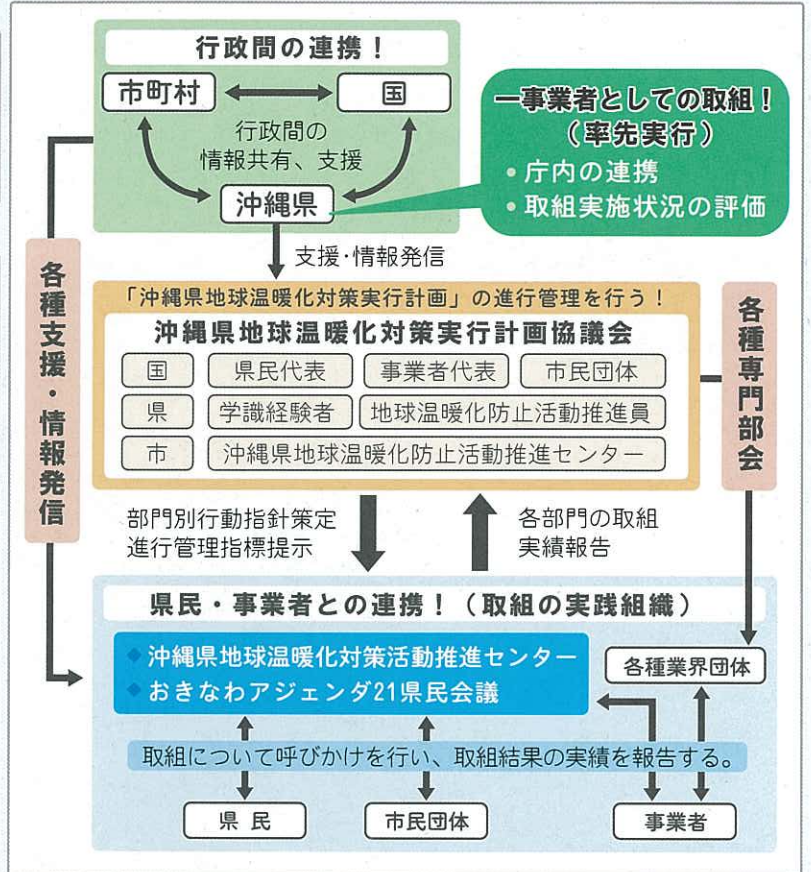 行政間の連携！
市町村
国
行政間の
情報共有、支援
沖縄県
一事業者としての取組！
（率先実行）
• 庁内の連携
• 取組実施状況の評価
支援・情報発信
各種支援・情報発信
「沖縄県地球温暖化対策実行計画」の進行管理を行う！
沖縄県地球温暖化対策実行計画協議会
国 県民代表 事業者代表 市民団体
県 学識経験者 地球温暖化防止活動推進員
市 沖縄県地球温暖化防止活動推進センター
各種専門部会
部門別行動指針策定
進行管理指標提示
各部門の取組
実績報告
県民・事業者との連携！（取組の実践組織）
◆沖縄県地球温暖化対策活動推進センター
◆おきなわアジェンダ21県民会議
各種業界団体
取組について呼びかけを行い、取組結果の実績を報告する。
県 民
市民団体
事業者